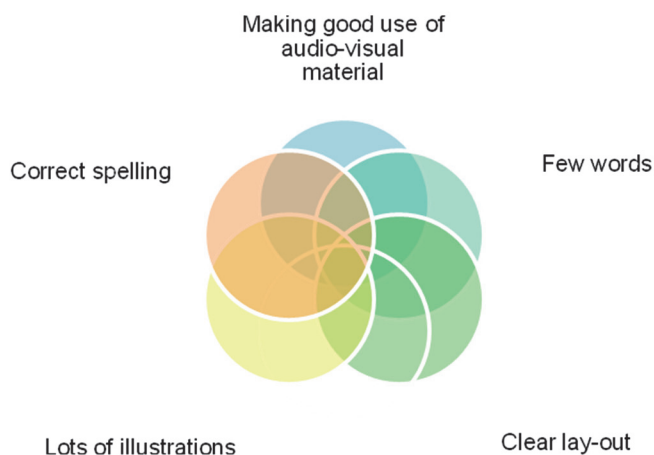 Making good use of
audio-visual
material
Correct spelling
Few words
Lots of illustrations
Clear lay-out